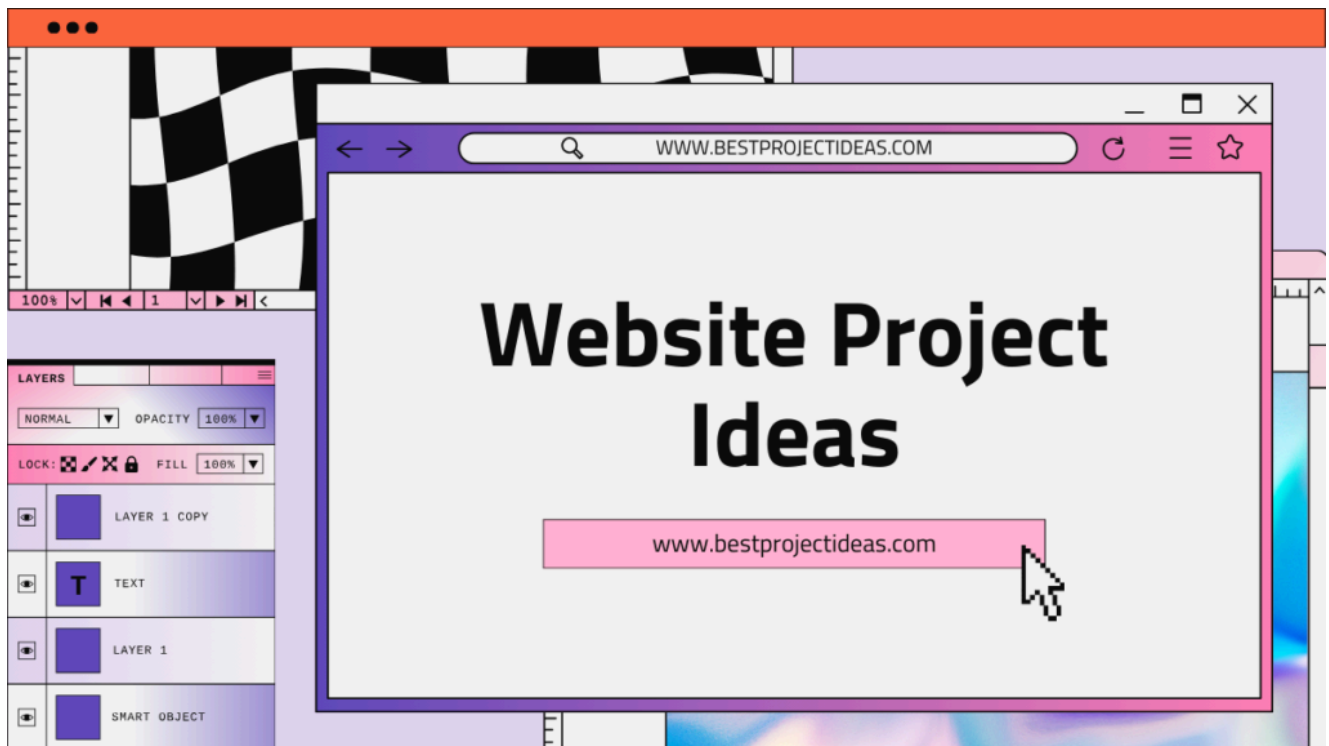 WWW.BESTPROJECTIDEAS.COM
Website Project
Ideas
www.bestprojectideas.com
100% 1
LAYERS
NORMAL OPACITY 100%
LOCK: FILL 100%
LAYER 1 COPY
T TEXT
LAYER 1
SMART OBJECT